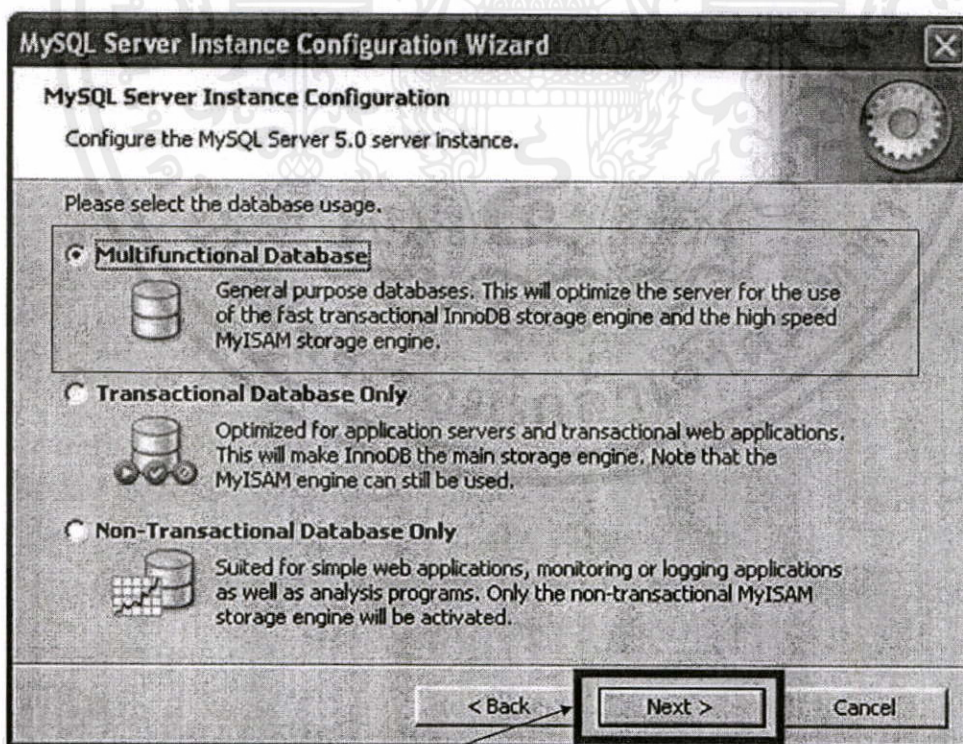 MySQL Server Instance Configuration Wizard
MySQL Server Instance Configuration
Configure the MySQL Server 5.0 server instance.
Please select the database usage.
Multifunctional Database
General purpose databases. This will optimize the server for the use
of the fast transactional InnoDB storage engine and the high speed
MyISAM storage engine.
Transactional Database Only
Optimized for application servers and transactional web applications.
This will make InnoDB the main storage engine. Note that the
MyISAM engine can still be used.
Non-Transactional Database Only
Suited for simple web applications, monitoring or logging applications
as well as analysis programs. Only the non-transactional MyISAM
storage engine will be activated.
< Back
Next >
Cancel